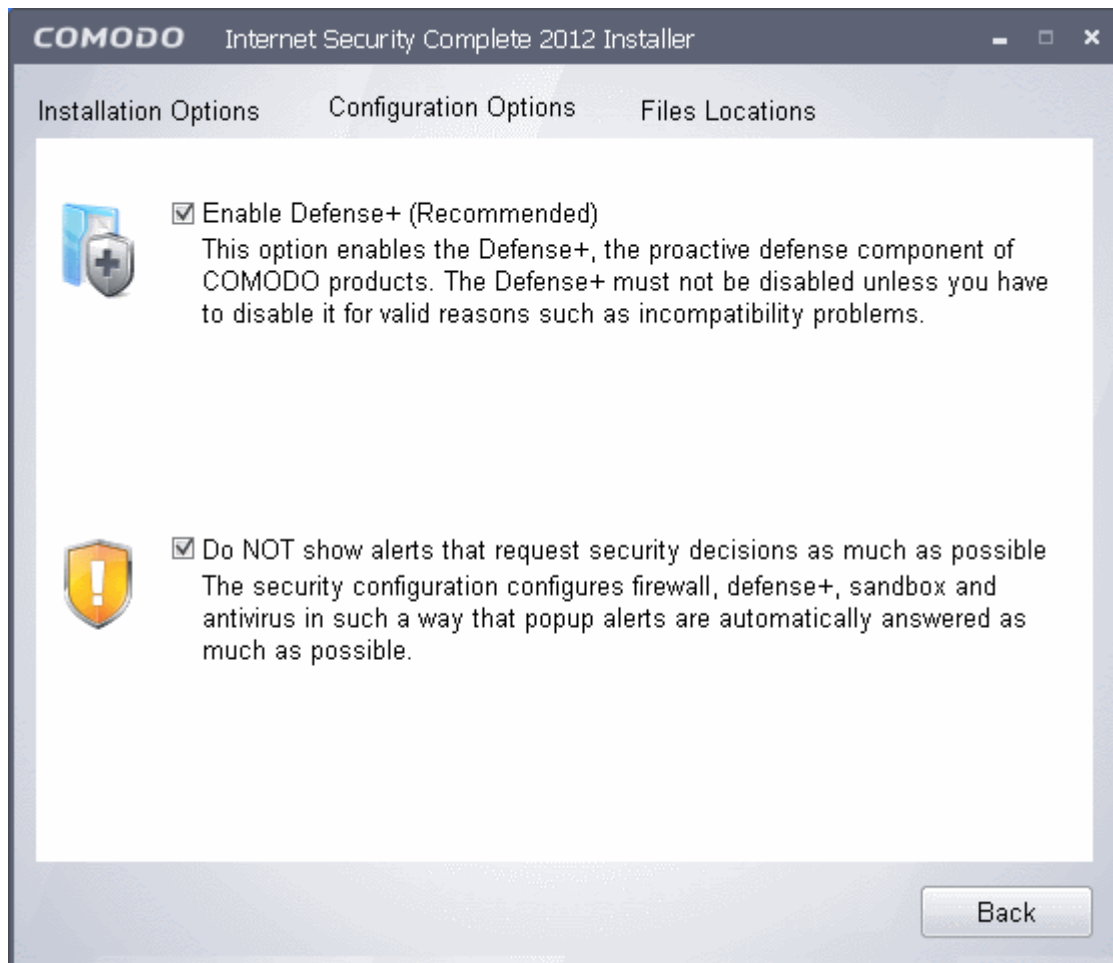 COMODO Internet Security Complete 2012 Installer
Installation Options Configuration Options Files Locations
Enable Defense+ (Recommended)
This option enables the Defense+, the proactive defense component of
COMODO products. The Defense+ must not be disabled unless you have
to disable it for valid reasons such as incompatibility problems.
Do NOT show alerts that request security decisions as much as possible
The security configuration configures firewall, defense+, sandbox and
antivirus in such a way that popup alerts are automatically answered as
much as possible.
Back